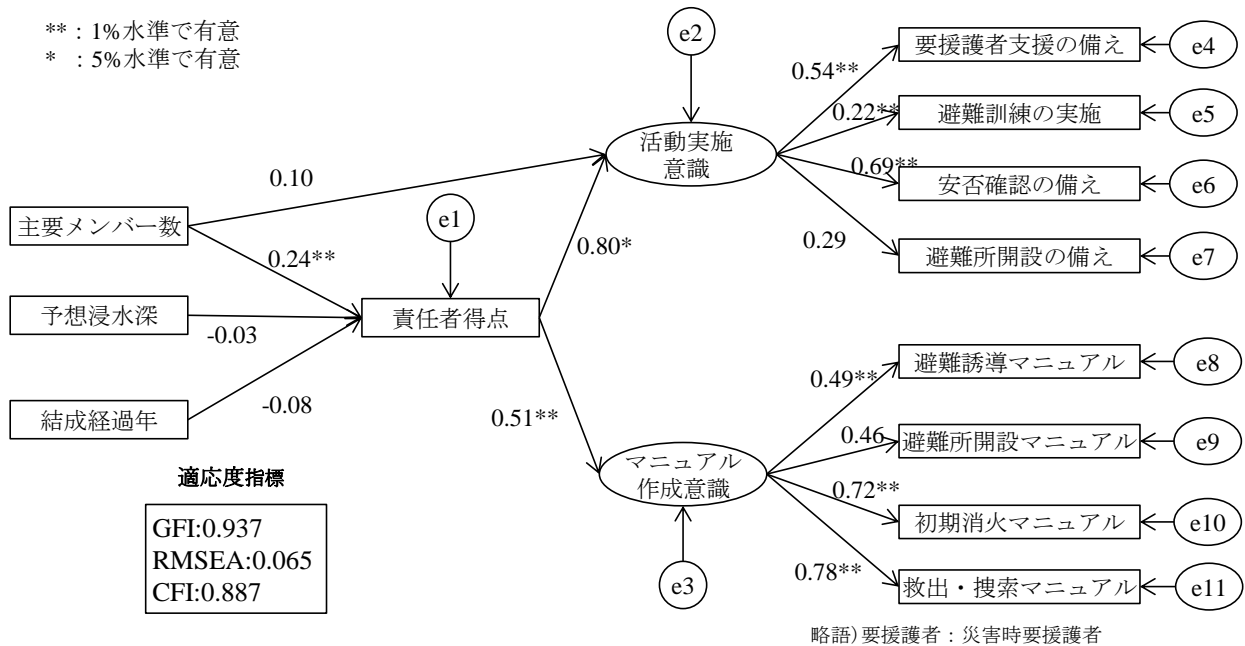 ** : 1%水準で有意
* : 5%水準で有意
e2
要援護者支援の備え
e4
0.54**
避難訓練の実施
e5
0.22**
活動実施
意識
安否確認の備え
e6
0.69**
0.10
主要メンバー数
e1
0.80*
0.29
避難所開設の備え
e7
0.24**
予想浸水深
-0.03
責任者得点
避難誘導マニュアル
e8
0.49**
結成経過年
-0.08
0.51**
0.46
避難所開設マニュアル
e9
マニュアル
作成意識
適応度指標
GFI:0.937
RMSEA:0.065
CFI:0.887
0.72**
初期消火マニュアル
e10
e3
0.78**
救出・捜索マニュアル
e11
略語)要援護者：災害時要援護者